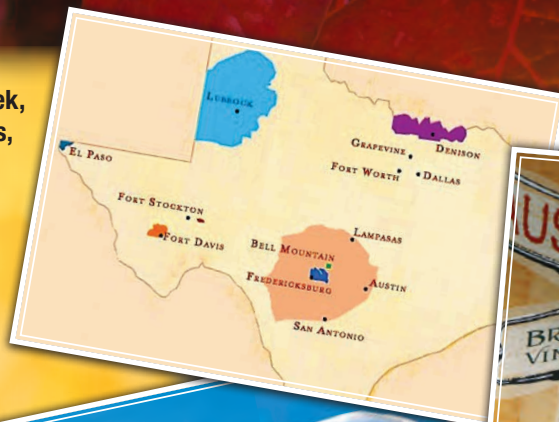 ek,
s,
LUBBOCK
EL PASO
GRAPEVINE
DENISON
FORT WORTH
DALLAS
FORT STOCKTON
FORT DAVIS
BELL MOUNTAIN
LAMPASAS
FREDERICKSBURG
AUSTIN
SAN ANTONIO
US
BR
VIN